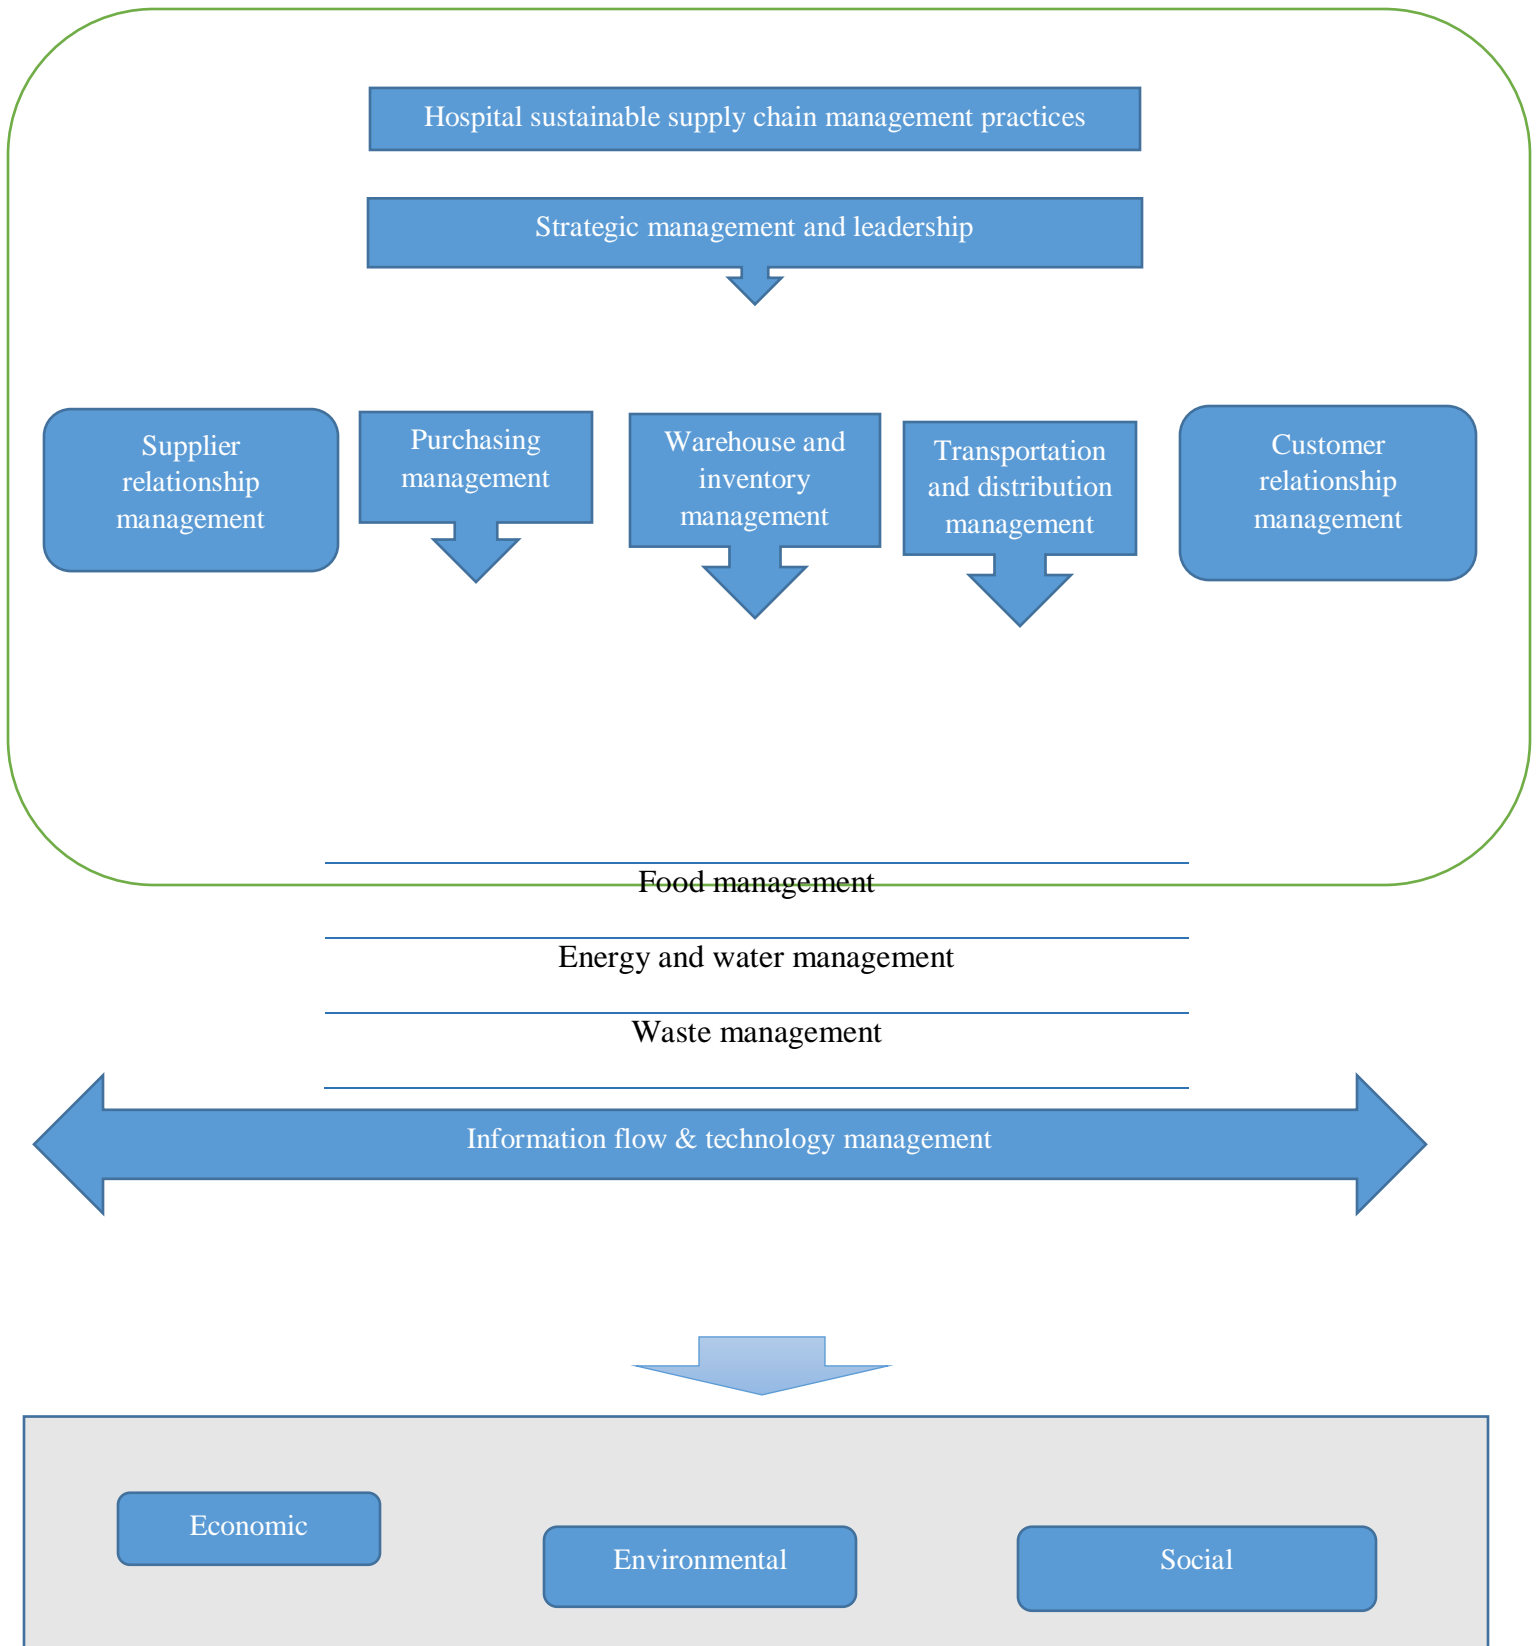 Hospital sustainable supply chain management practices
Strategic management and leadership
Supplier
relationship
management
Purchasing
management
Warehouse and
inventory
management
Transportation
and distribution
management
Customer
relationship
management
Food management
Energy and water management
Waste management
Information flow & technology management
Economic
Environmental
Social